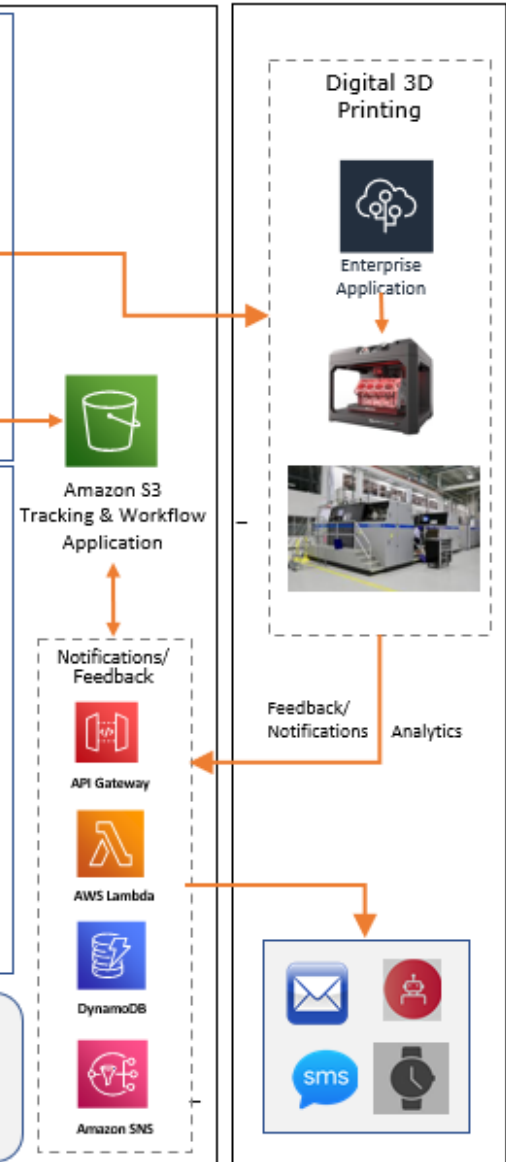 Digital 3D
Printing
Enterprise
Application
Amazon S3
Tracking & Workflow
Application
Notifications/
Feedback
API Gateway
AWS Lambda
DynamoDB
Amazon SNS
Feedback/
Notifications
Analytics
sms